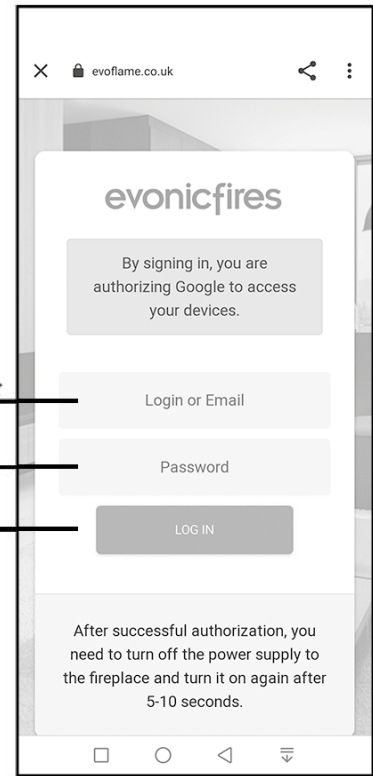 evoflame.co.uk
evonicfires
By signing in, you are
authorizing Google to access
your devices.
Login or Email
Password
LOG IN
After successful authorization, you
need to turn off the power supply to
the fireplace and turn it on again after
5-10 seconds.